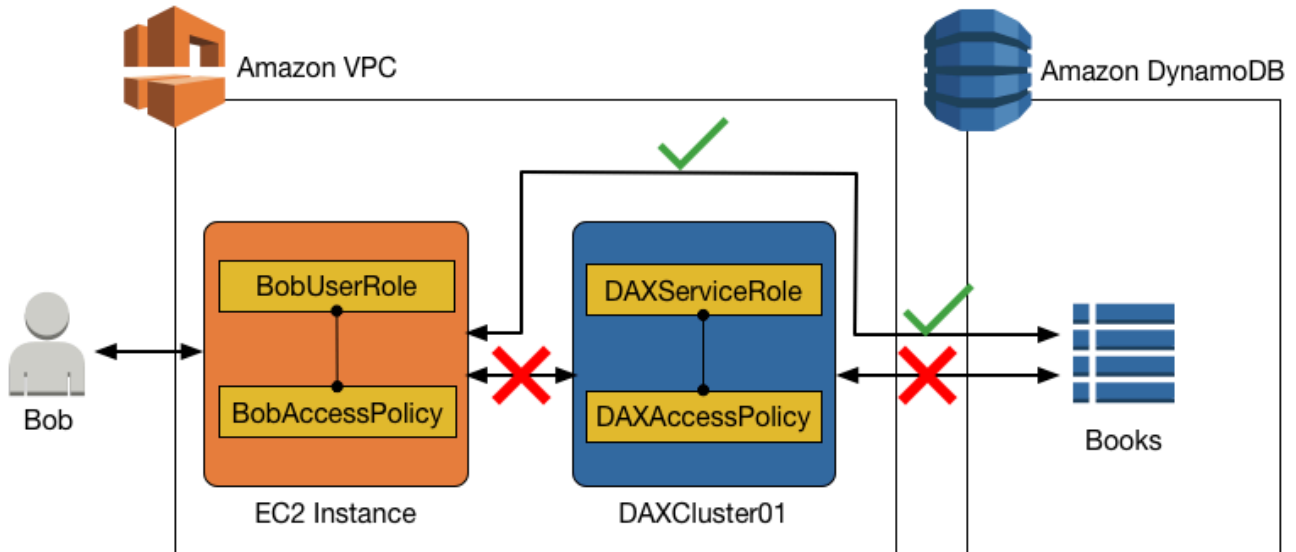 Amazon VPC
Amazon DynamoDB
BobUserRole
DAXServiceRole
BobAccessPolicy
DAXAccessPolicy
Bob
Books
EC2 Instance
DAXCluster01